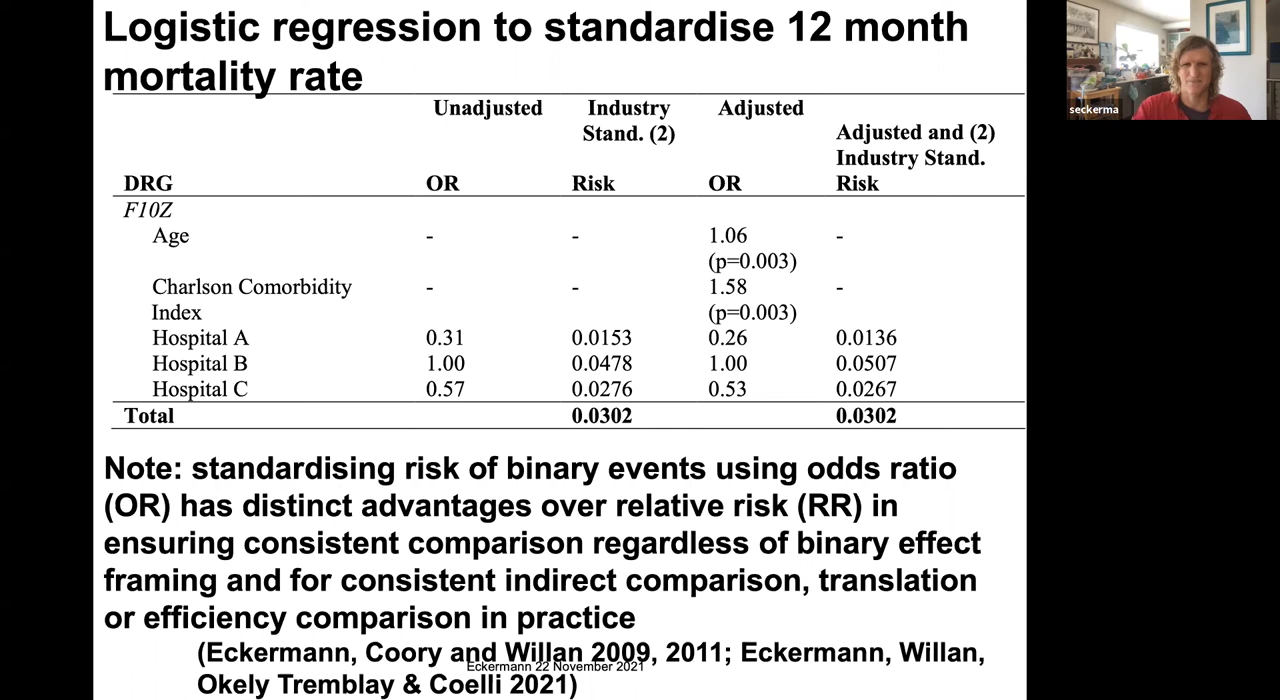 Logistic regression to standardise 12 month
mortality rate
Unadjusted Industry Adjusted
Stand. (2) Adjusted and (2)
Industry Stand.
DRG OR Risk OR Risk
F10Z
Age - - 1.06 -
(p=0.003)
Charlson Comorbidity - - 1.58 -
Index (p=0.003)
Hospital A 0.31 0.0153 0.26 0.0136
Hospital B 1.00 0.0478 1.00 0.0507
Hospital C 0.57 0.0276 0.53 0.0267
Total 0.0302 0.0302
Note: standardising risk of binary events using odds ratio
(OR) has distinct advantages over relative risk (RR) in
ensuring consistent comparison regardless of binary effect
framing and for consistent indirect comparison, translation
or efficiency comparison in practice
(Eckermann, Coory and Willan 2009, 2011; Eckermann, Willan,
Eckermann 22 November 2021
Okely Tremblay & Coelli 2021)
seckerma